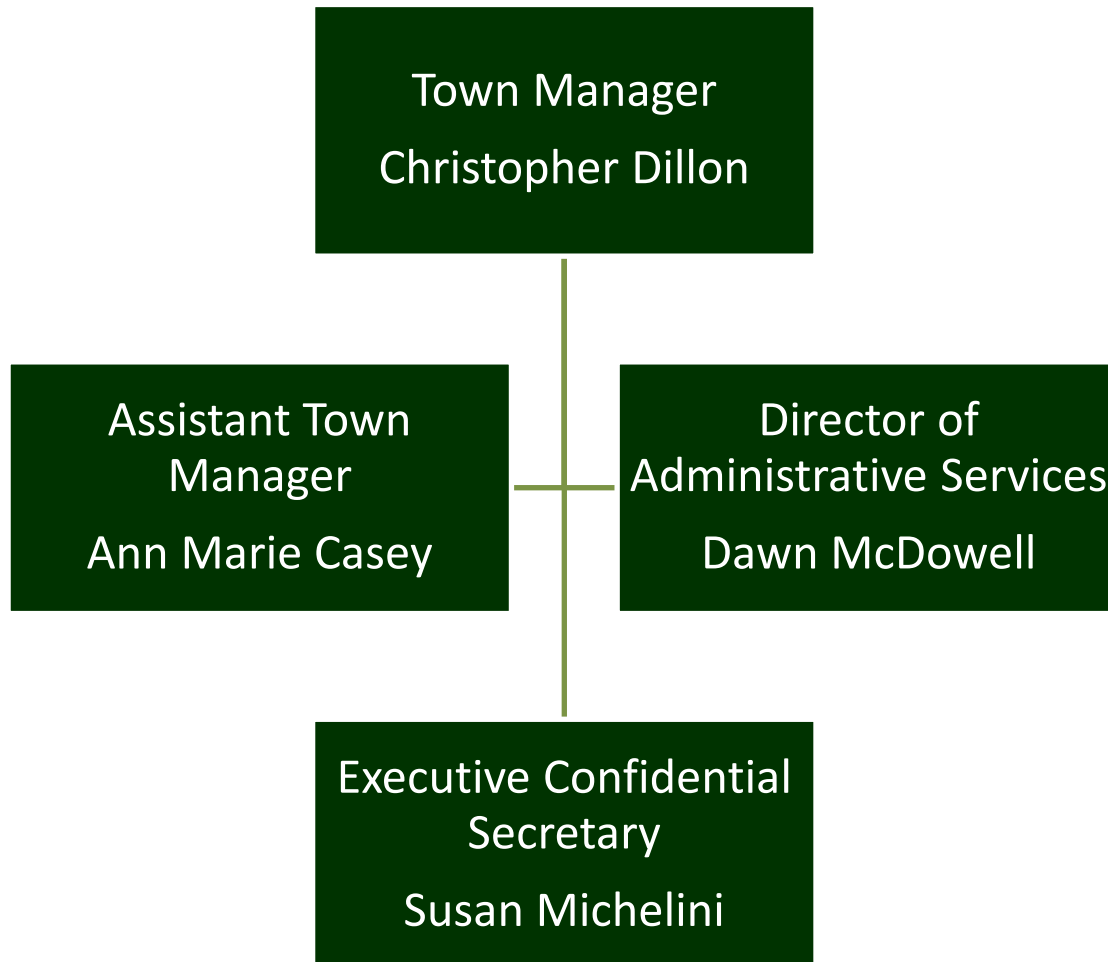 Town Manager
Christopher Dillon
Assistant Town
Manager
Ann Marie Casey
Director of
Administrative Services
Dawn McDowell
Executive Confidential
Secretary
Susan Michelini